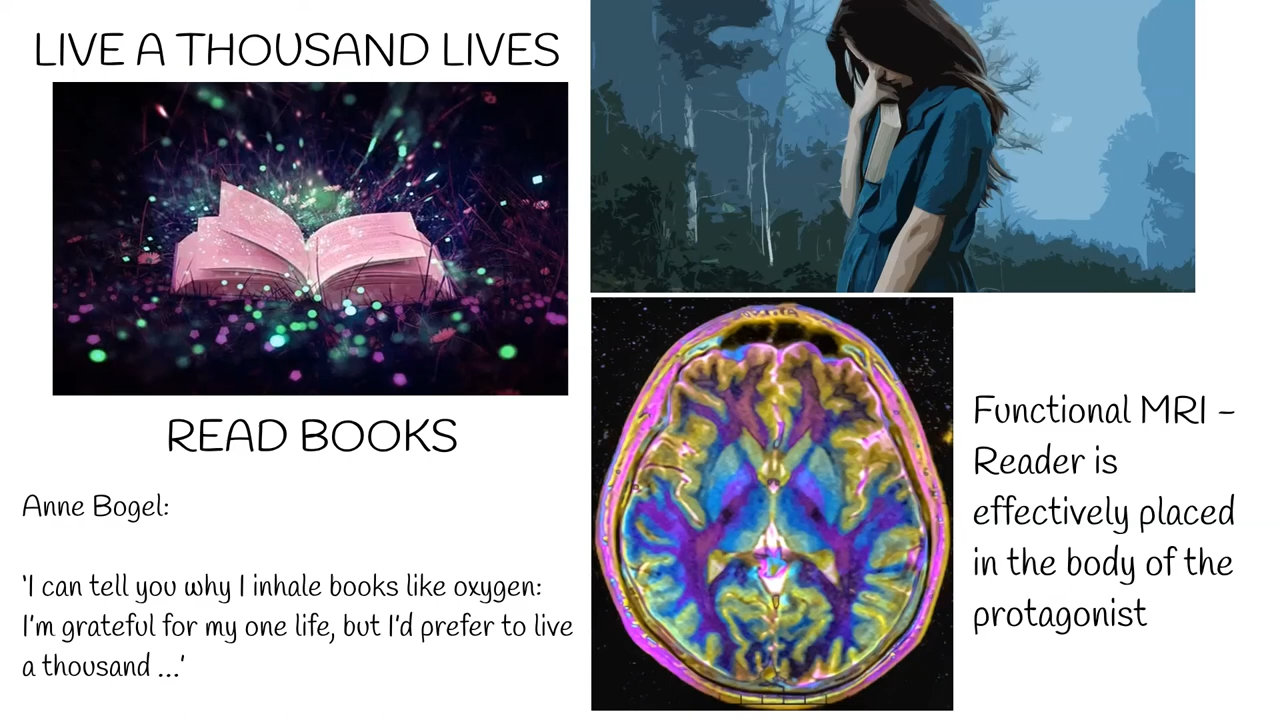 LIVE A THOUSAND LIVES
READ BOOKS
Anne Bogel:
‘I can tell you why I inhale books like oxygen:
I’m grateful for my one life, but I’d prefer to live
a thousand ...’
Functional MRI –
Reader is
effectively placed
in the body of the
protagonist